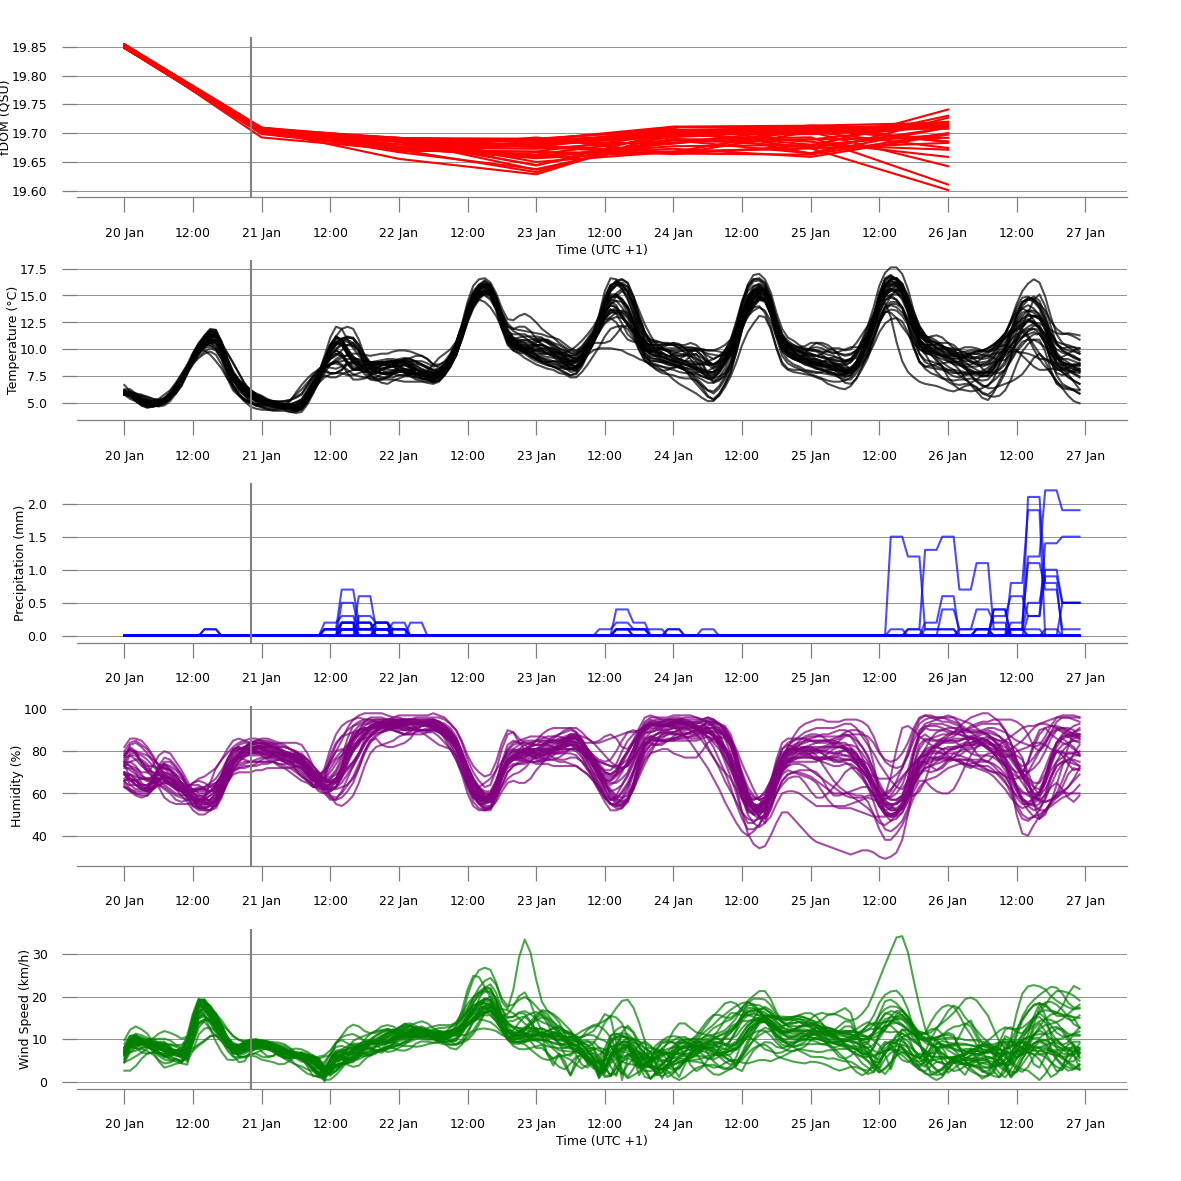 fDOM (QSU)
19.85
19.80
19.75
19.70
19.65
19.60
20 Jan 12:00 21 Jan 12:00 22 Jan 12:00 23 Jan 12:00 24 Jan 12:00 25 Jan 12:00 26 Jan 12:00 27 Jan
Time (UTC +1)
Temperature (°C)
17.5
15.0
12.5
10.0
7.5
5.0
20 Jan 12:00 21 Jan 12:00 22 Jan 12:00 23 Jan 12:00 24 Jan 12:00 25 Jan 12:00 26 Jan 12:00 27 Jan
Precipitation (mm)
2.0
1.5
1.0
0.5
0.0
20 Jan 12:00 21 Jan 12:00 22 Jan 12:00 23 Jan 12:00 24 Jan 12:00 25 Jan 12:00 26 Jan 12:00 27 Jan
Humidity (%)
100
80
60
40
20 Jan 12:00 21 Jan 12:00 22 Jan 12:00 23 Jan 12:00 24 Jan 12:00 25 Jan 12:00 26 Jan 12:00 27 Jan
Wind Speed (km/h)
30
20
10
0
20 Jan 12:00 21 Jan 12:00 22 Jan 12:00 23 Jan 12:00 24 Jan 12:00 25 Jan 12:00 26 Jan 12:00 27 Jan
Time (UTC +1)